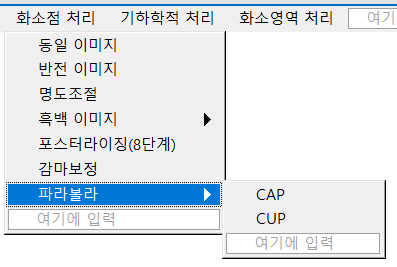 화소점 처리 기하학적 처리 화소영역 처리 여기
동일 이미지
반전 이미지
명도조절
흑백 이미지
포스터라이징(8단계)
감마보정
파라볼라
여기에 입력
CAP
CUP
여기에 입력